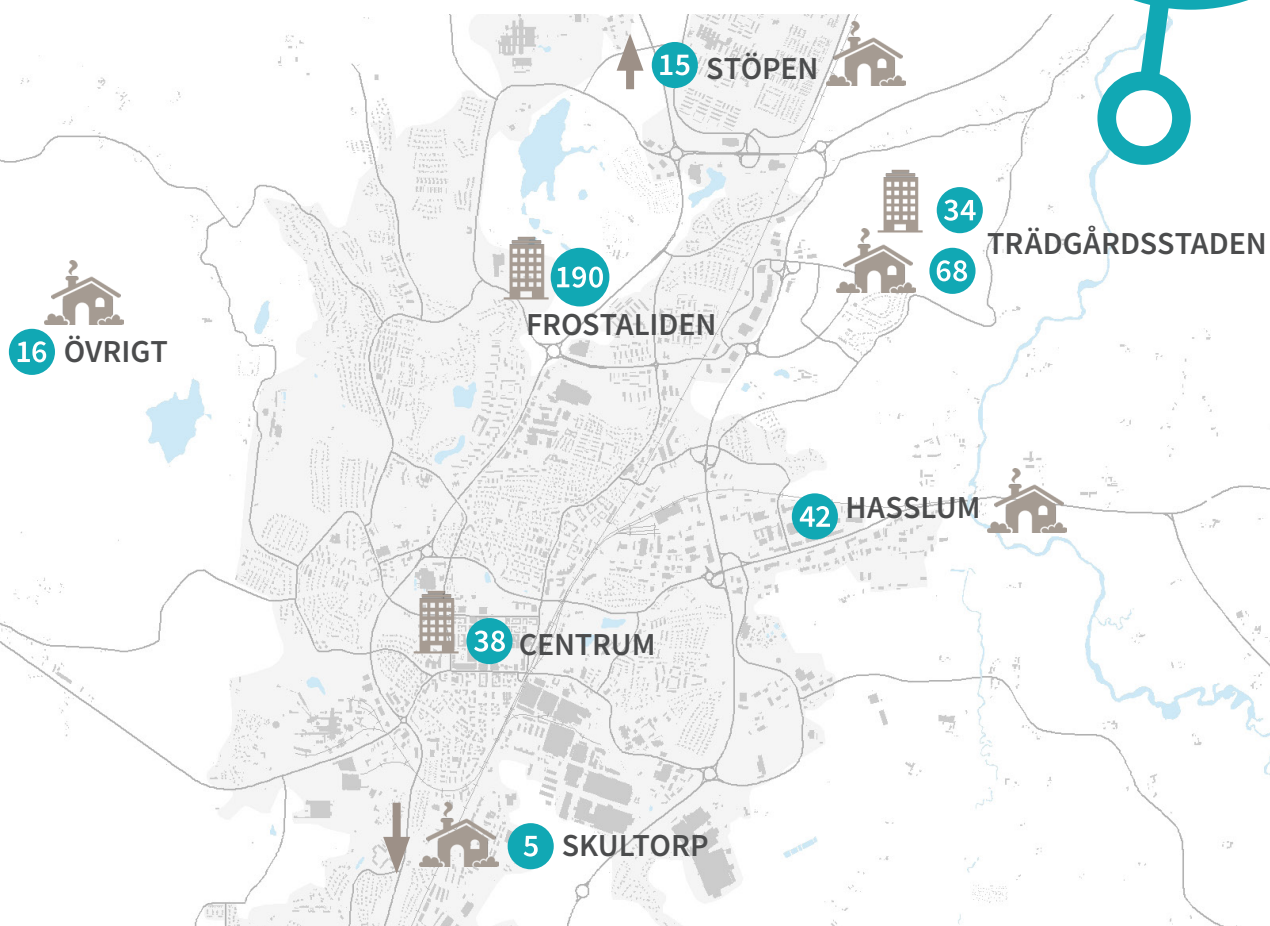 15 STÖPEN
34
TRÄDGÅRDSSTADEN
68
190
FROSTALIDEN
16 ÖVRIGT
42 HASSLUM
38 CENTRUM
5 SKULTORP